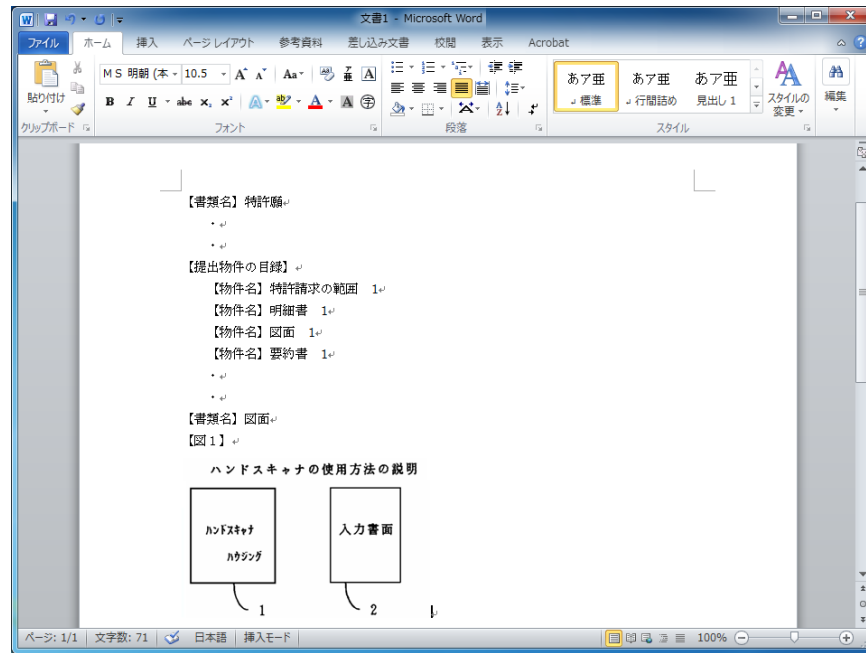 文書1 - Microsoft Word
ファイル ホーム 挿入 ページ レイアウト 参考資料 差し込み文書 校閲 表示 Acrobat
貼り付け
MS 明朝 (本
10.5
あア亜 あア亜 あア亜
標準 行間詰め 見出し 1
スタイルの
変更
編集
クリップボード フォント 段落 スタイル
【書類名】特許願
・
・
【提出物件の目録】
【物件名】特許請求の範囲 1
【物件名】明細書 1
【物件名】図面 1
【物件名】要約書 1
・
・
【書類名】図面
【図1】
ハンドスキャナの使用方法の説明
ハンドスキャナ
ハウジング
入力書面
1 2
ページ: 1/1 文字数: 71 日本語 挿入モード 100%